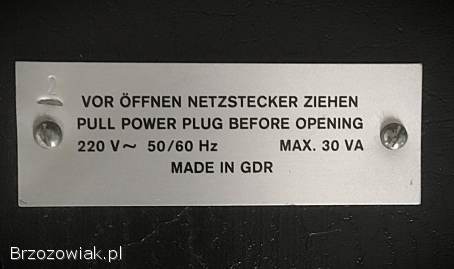 2
VOR ÖFFNEN NETZSTECKER ZIEHEN
PULL POWER PLUG BEFORE OPENING
220 V~ 50/60 Hz MAX. 30 VA
MADE IN GDR
Brzozowiak.pl